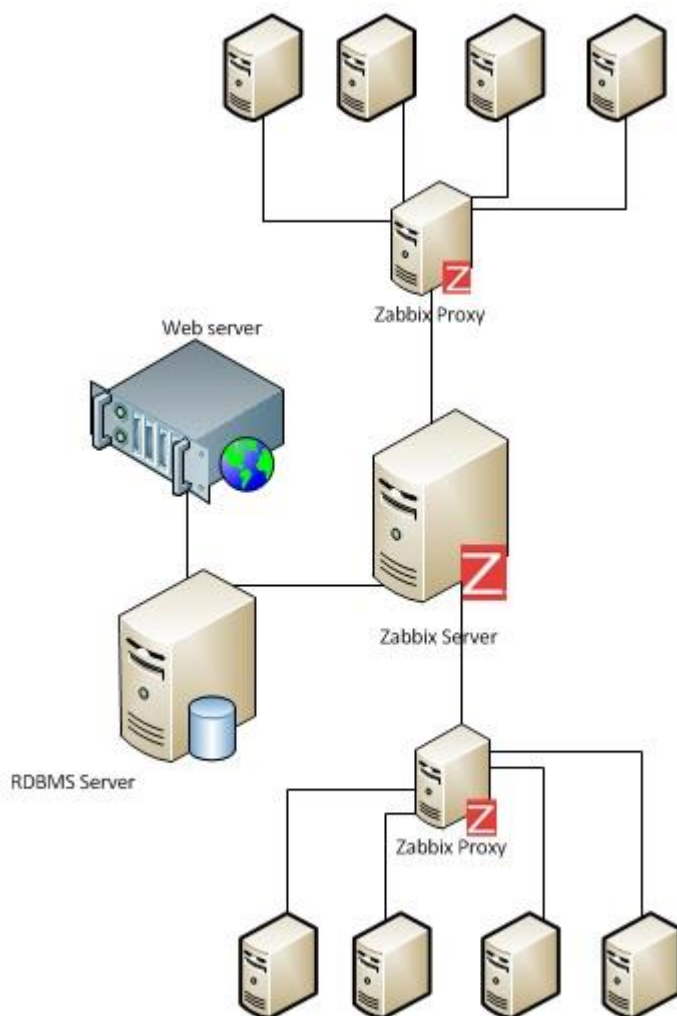 Z
Zabbix Proxy
Web server
Z
Zabbix Server
RDBMS Server
Z
Zabbix Proxy